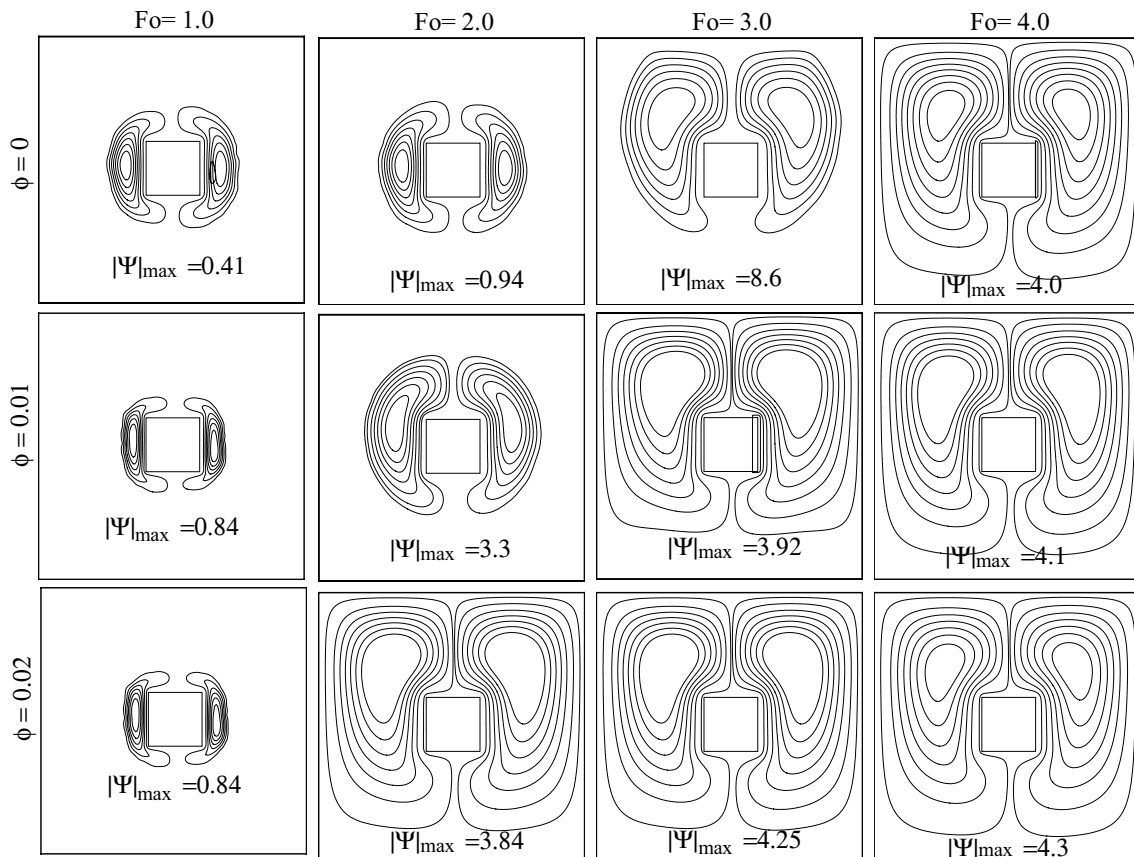 Fo= 1.0 Fo= 2.0 Fo= 3.0 Fo= 4.0
ϕ = 0
|Ψ|max =0.41 |Ψ|max =0.94 |Ψ|max =8.6 |Ψ|max =4.0
ϕ = 0.01
|Ψ|max =0.84 |Ψ|max =3.3 |Ψ|max =3.92 |Ψ|max =4.1
ϕ = 0.02
|Ψ|max =0.84 |Ψ|max =3.84 |Ψ|max =4.25 |Ψ|max =4.3